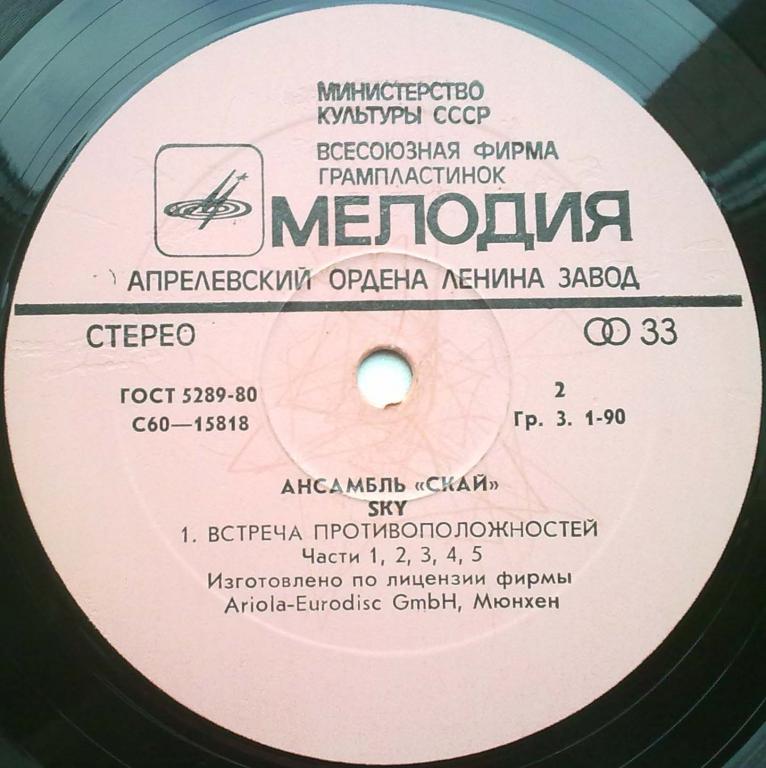 МИНИСТЕРСТВО
КУЛЬТУРЫ СССР
ВСЕСОЮЗНАЯ ФИРМА
ГРАМПЛАСТИНОК
МЕЛОДИЯ
АПРЕЛЕВСКИЙ ОРДЕНА ЛЕНИНА ЗАВОД
СТЕРЕО 33
ГОСТ 5289-80 2
С60—15818 Гр. 3. 1-90
АНСАМБЛЬ «СКАЙ»
SKY
1. ВСТРЕЧА ПРОТИВОПОЛОЖНОСТЕЙ
Части 1, 2, 3, 4, 5
Изготовлено по лицензии фирмы
Ariola-Eurodisc GmbH, Мюнхен